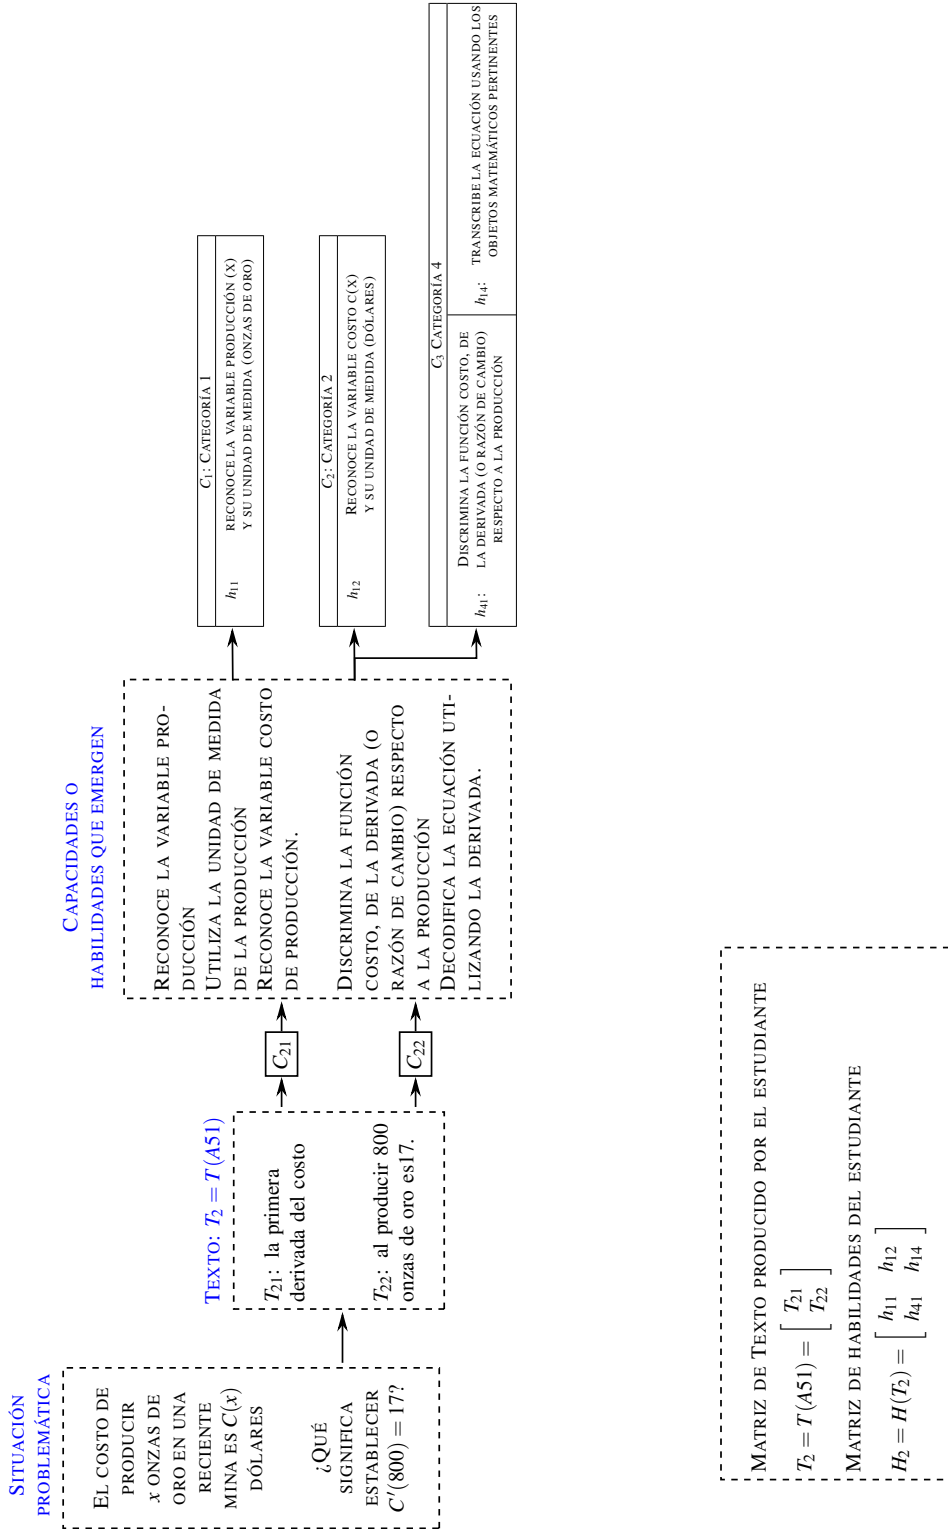 SITUACIÓN
PROBLEMÁTICA
EL COSTO DE
PRODUCIR
x ONZAS DE
ORO EN UNA
RECIENTE
MINA ES C(x)
DÓLARES
¿QUÉ
SIGNIFICA
ESTABLECER
C′(800) = 17?
TEXTO: T₂ = T(A51)
T₂₁: la primera
derivada del costo
T₂₂: al producir 800
onzas de oro es17.
C₂₁
C₂₂
CAPACIDADES O
HABILIDADES QUE EMERGEN
RECONOCE LA VARIABLE PRO-
DUCCIÓN
UTILIZA LA UNIDAD DE MEDIDA
DE LA PRODUCCIÓN
RECONOCE LA VARIABLE COSTO
DE PRODUCCIÓN.
DISCRIMINA LA FUNCIÓN
COSTO, DE LA DERIVADA (O
RAZÓN DE CAMBIO) RESPECTO
A LA PRODUCCIÓN
DECODIFICA LA ECUACIÓN UTI-
LIZANDO LA DERIVADA.
C₁: CATEGORÍA 1
h₁₁ RECONOCE LA VARIABLE PRODUCCIÓN (X)
Y SU UNIDAD DE MEDIDA (ONZAS DE ORO)
C₂: CATEGORÍA 2
h₁₂ RECONOCE LA VARIABLE COSTO C(X)
Y SU UNIDAD DE MEDIDA (DÓLARES)
C₃ CATEGORÍA 4
h₄₁: DISCRIMINA LA FUNCIÓN COSTO, DE
LA DERIVADA (O RAZÓN DE CAMBIO)
RESPECTO A LA PRODUCCIÓN
h₁₄: TRANSCRIBE LA ECUACIÓN USANDO LOS
OBJETOS MATEMÁTICOS PERTINENTES
MATRIZ DE TEXTO PRODUCIDO POR EL ESTUDIANTE
T₂ = T(A51) = [ T₂₁
T₂₂ ]
MATRIZ DE HABILIDADES DEL ESTUDIANTE
H₂ = H(T₂) = [ h₁₁ h₁₂
h₄₁ h₁₄ ]